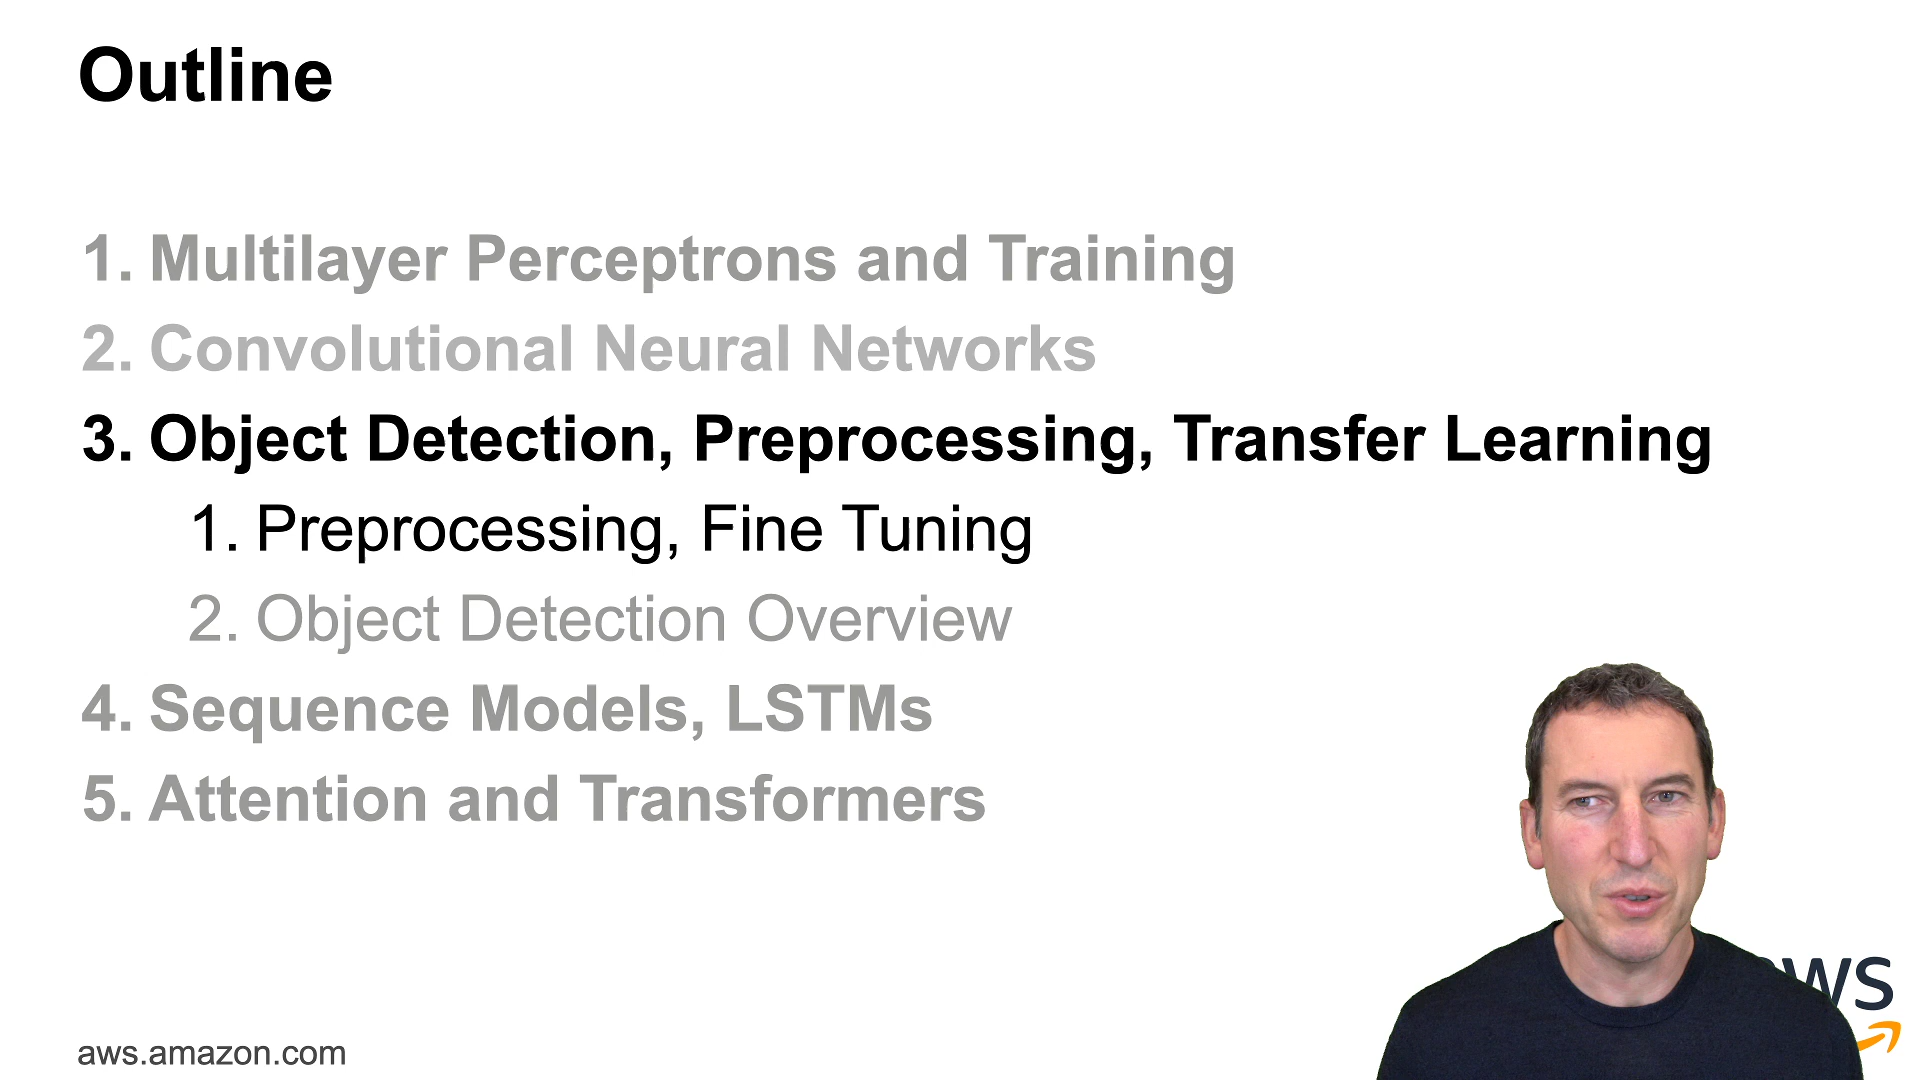 Outline
1. Multilayer Perceptrons and Training
2. Convolutional Neural Networks
3. Object Detection, Preprocessing, Transfer Learning
1. Preprocessing, Fine Tuning
2. Object Detection Overview
4. Sequence Models, LSTMs
5. Attention and Transformers
aws
aws.amazon.com